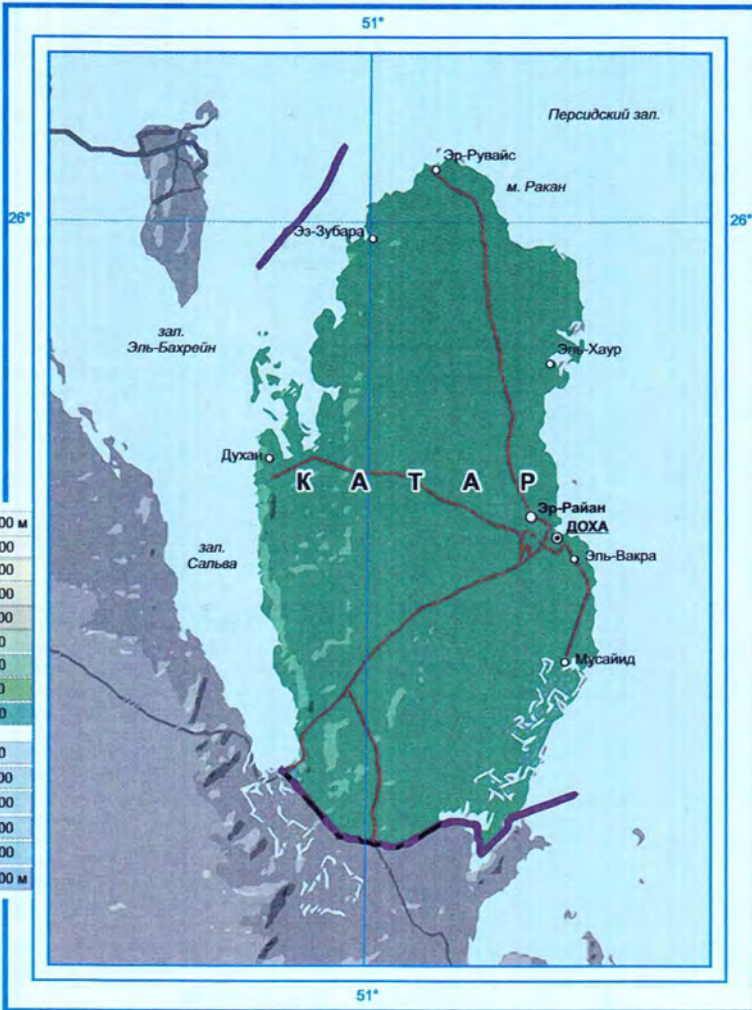 51°
Персидский зал.
Эр-Рувайс
м. Ракан
26°
26°
Эз-Зубара
зал.
Эль-Бахрейн
Эль-Хаур
Духан
К А Т А Р
Эр-Райан
ДОХА
зал.
Сальва
Эль-Вакра
Мусайид
51°